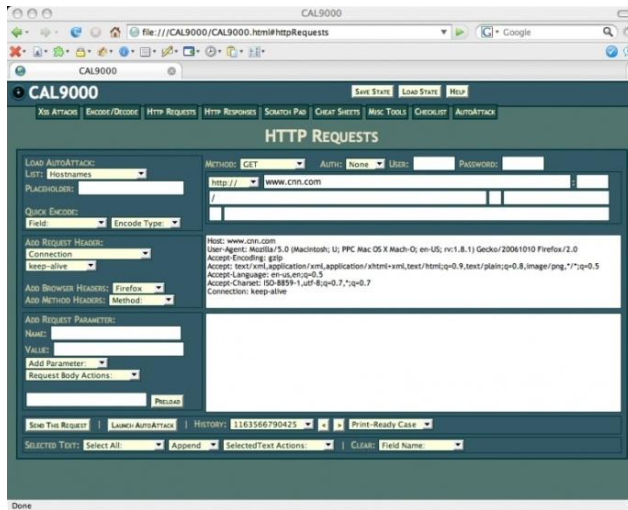 CAL9000
file:///CAL9000/CAL9000.html#httpRequests
Google
CAL9000
CAL9000
SAVE STATE LOAD STATE HELP
XSS ATTACKS ENCODE/DECODE HTTP REQUESTS HTTP RESPONSES SCRATCH PAD CHEAT SHEETS MISC TOOLS CHECKLIST AUTOATTACK
HTTP REQUESTS
LOAD AUTOATTACK:
LIST: Hostnames
PLACEHOLDER:
QUICK ENCODE:
Field: Encode Type:
METHOD: GET AUTH: None USER: PASSWORD:
http:// www.cnn.com :
/
ADD REQUEST HEADER:
Connection
keep-alive
ADD BROWSER HEADERS: Firefox
ADD METHOD HEADERS: Method:
Host: www.cnn.com
User-Agent: Mozilla/5.0 (Macintosh; U; PPC Mac OS X Mach-O; en-US; rv:1.8.1) Gecko/20061010 Firefox/2.0
Accept-Encoding: gzip
Accept: text/xml,application/xml,application/xhtml+xml,text/html;q=0.9,text/plain;q=0.8,image/png,*/*;q=0.5
Accept-Language: en-us,en;q=0.5
Accept-Charset: ISO-8859-1,utf-8;q=0.7,*;q=0.7
Connection: keep-alive
ADD REQUEST PARAMETER:
NAME:
VALUE:
Add Parameter:
Request Body Actions:
PRELOAD
SEND THIS REQUEST | LAUNCH AUTOATTACK | HISTORY: 1163566790425 < > Print-Ready Case
SELECTED TEXT: Select All: Append SelectedText Actions: | CLEAR: Field Name:
Done